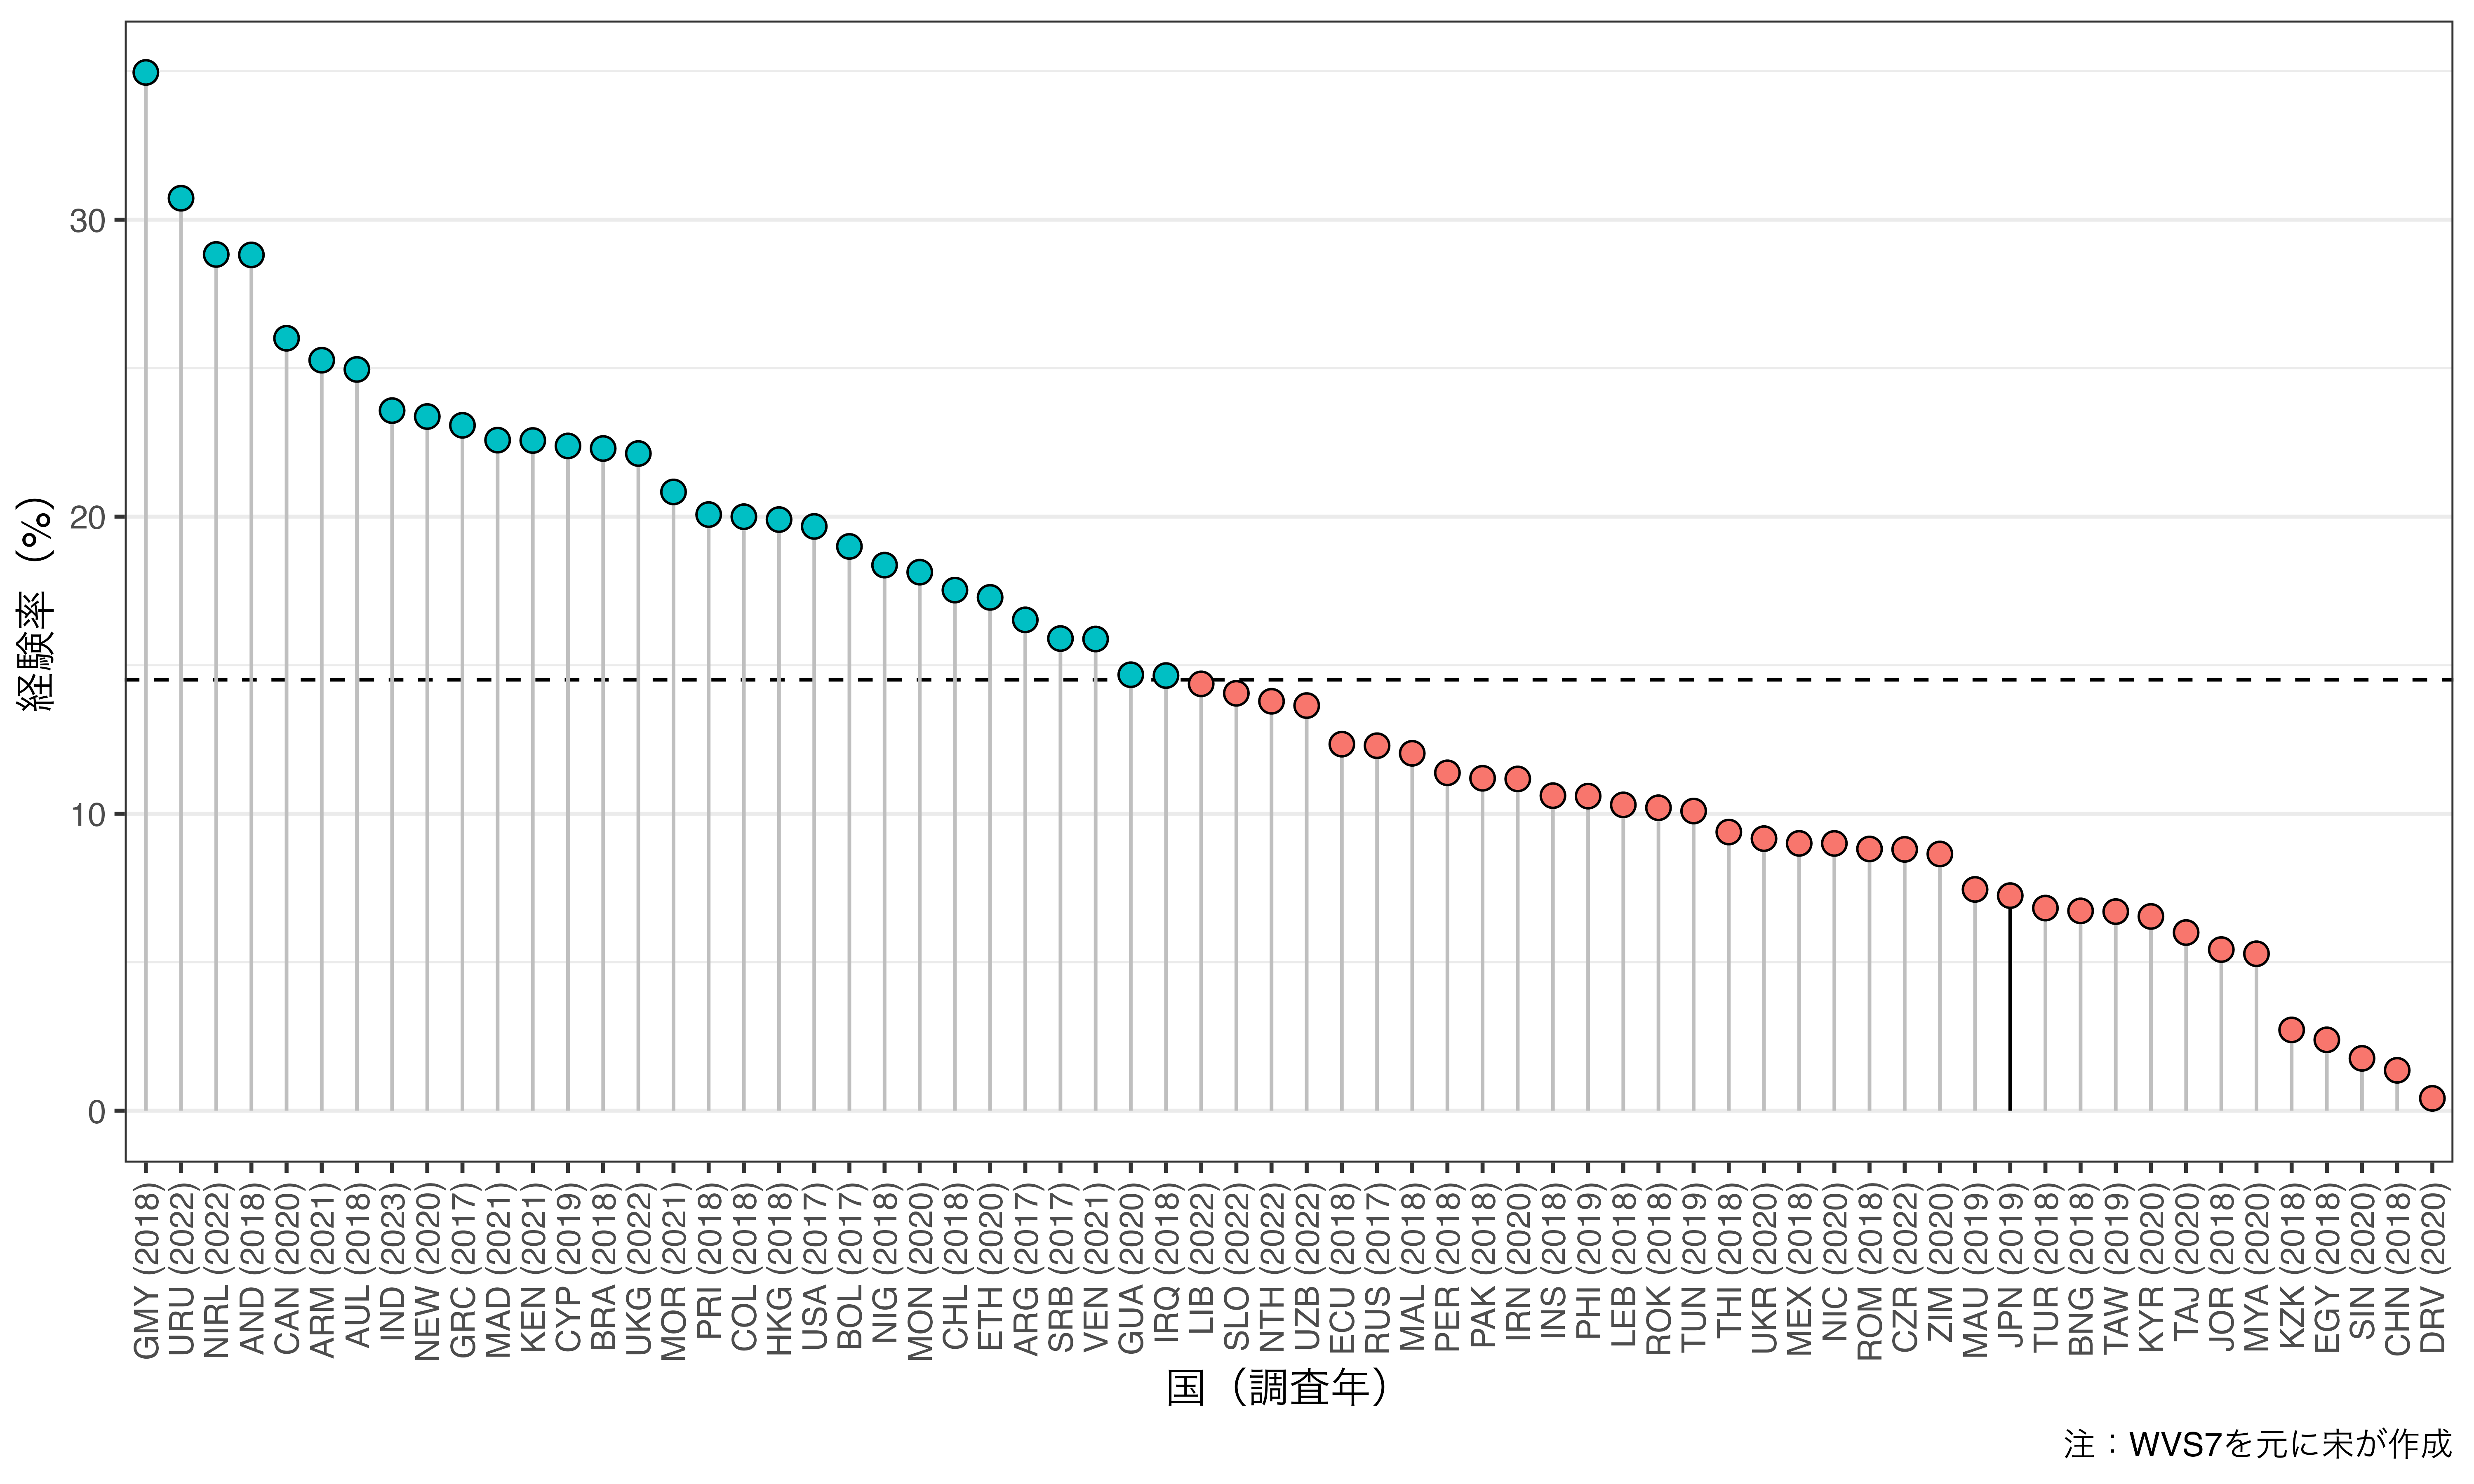 経験率 (%)
30
20
10
0
GMY (2018)
URU (2022)
NIRL (2022)
AND (2018)
CAN (2020)
ARM (2021)
AUL (2018)
IND (2023)
NEW (2020)
GRC (2017)
MAD (2021)
KEN (2021)
CYP (2019)
BRA (2018)
UKG (2022)
MOR (2021)
PRI (2018)
COL (2018)
HKG (2018)
USA (2017)
BOL (2017)
NIG (2018)
MON (2020)
CHL (2018)
ETH (2020)
ARG (2017)
SRB (2017)
VEN (2021)
GUA (2020)
IRQ (2018)
LIB (2022)
SLO (2022)
NTH (2022)
UZB (2022)
ECU (2018)
RUS (2017)
MAL (2018)
PER (2018)
PAK (2018)
IRN (2020)
INS (2018)
PHI (2019)
LEB (2018)
ROK (2018)
TUN (2019)
THI (2018)
UKR (2020)
MEX (2018)
NIC (2020)
ROM (2018)
CZR (2022)
ZIM (2020)
MAU (2019)
JPN (2019)
TUR (2018)
BNG (2018)
TAW (2019)
KYR (2020)
TAJ (2020)
JOR (2018)
MYA (2020)
KZK (2018)
EGY (2018)
SIN (2020)
CHN (2018)
DRV (2020)
国（調査年）
注：WVS7を元に宋が作成